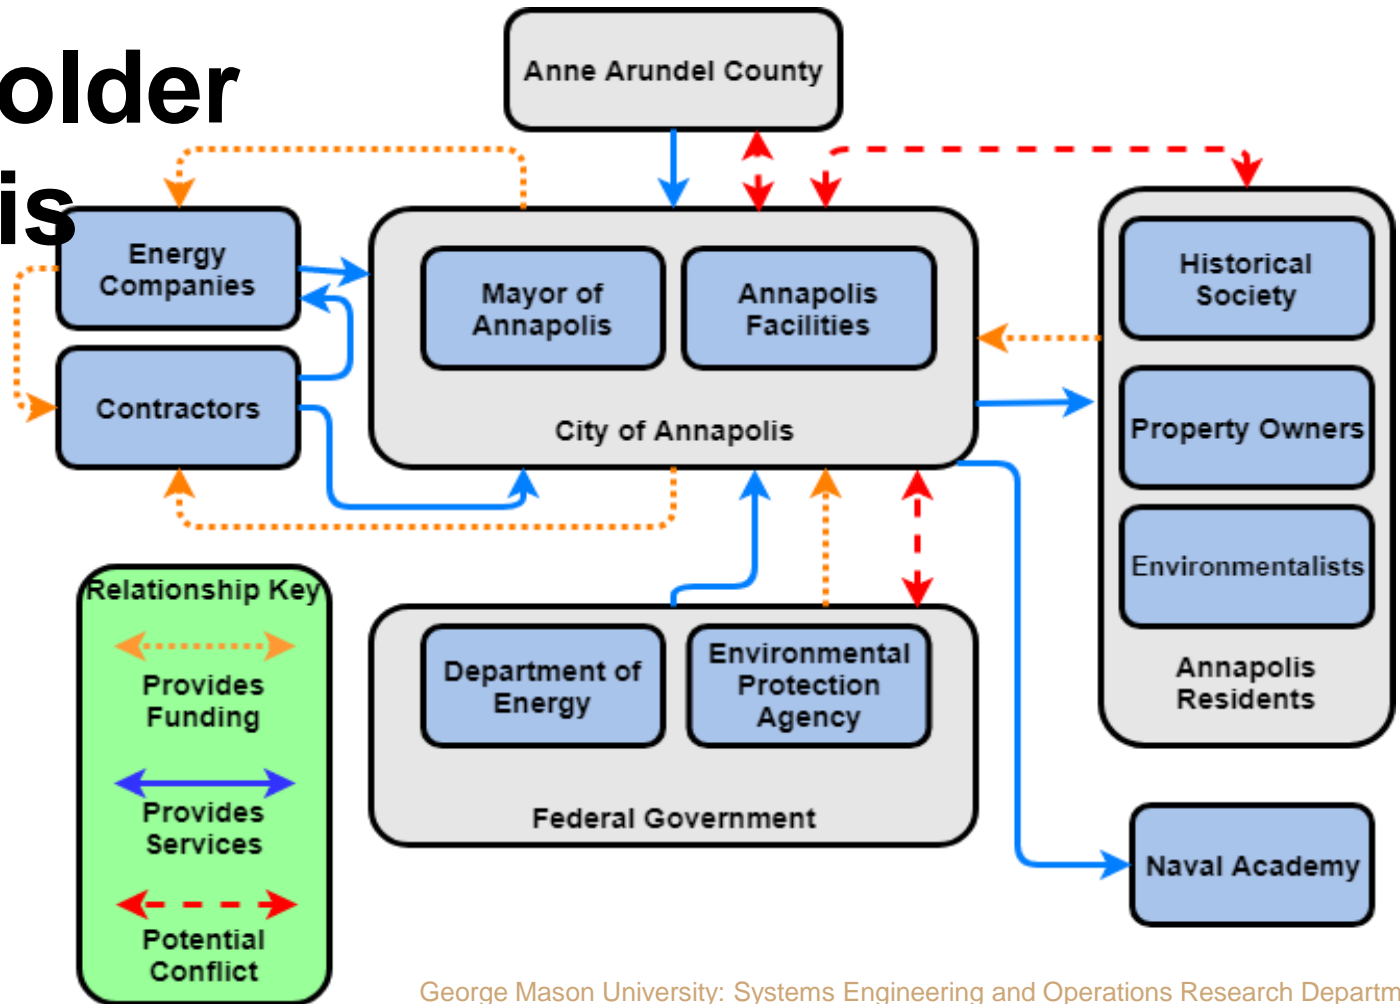 older
is
Anne Arundel County
Energy
Companies
Contractors
Mayor of
Annapolis
Annapolis
Facilities
City of Annapolis
Historical
Society
Property Owners
Environmentalists
Annapolis
Residents
Relationship Key
Provides
Funding
Provides
Services
Potential
Conflict
Department of
Energy
Environmental
Protection
Agency
Federal Government
Naval Academy
George Mason University: Systems Engineering and Operations Research Departm